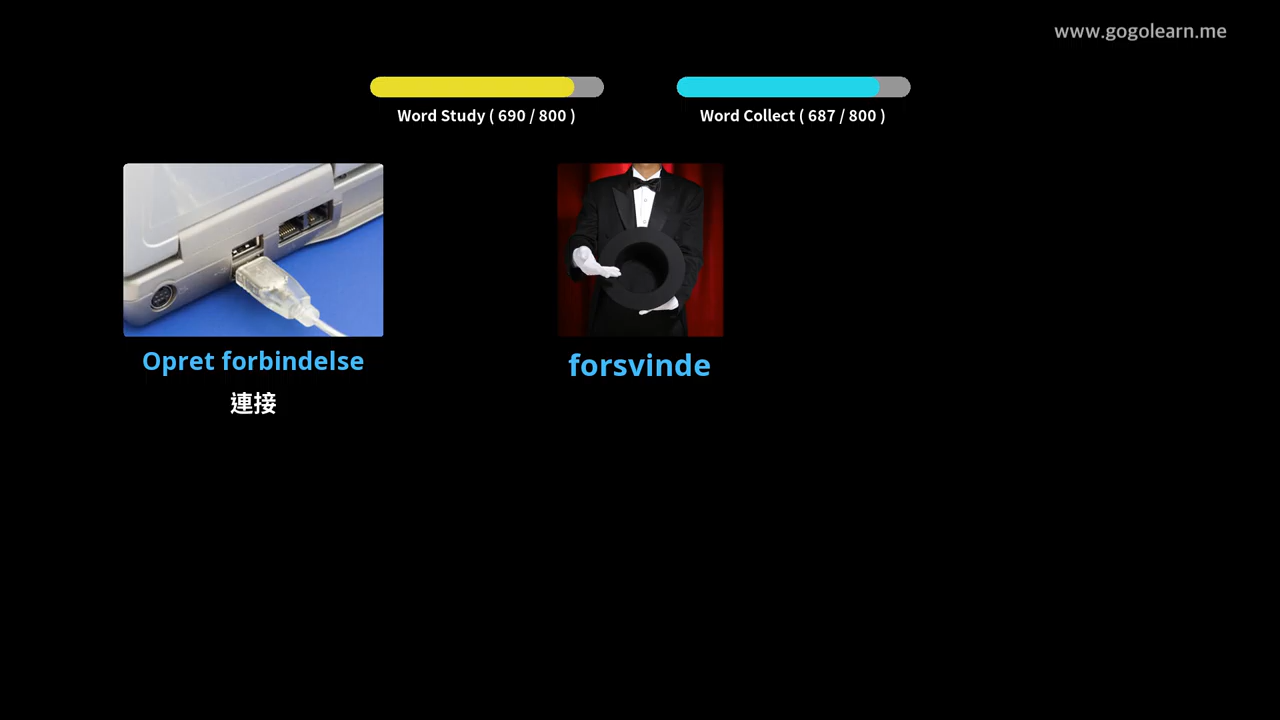 www.gogolearn.me
Word Study ( 690 / 800 )
Word Collect ( 687 / 800 )
Opret forbindelse
連接
forsvinde